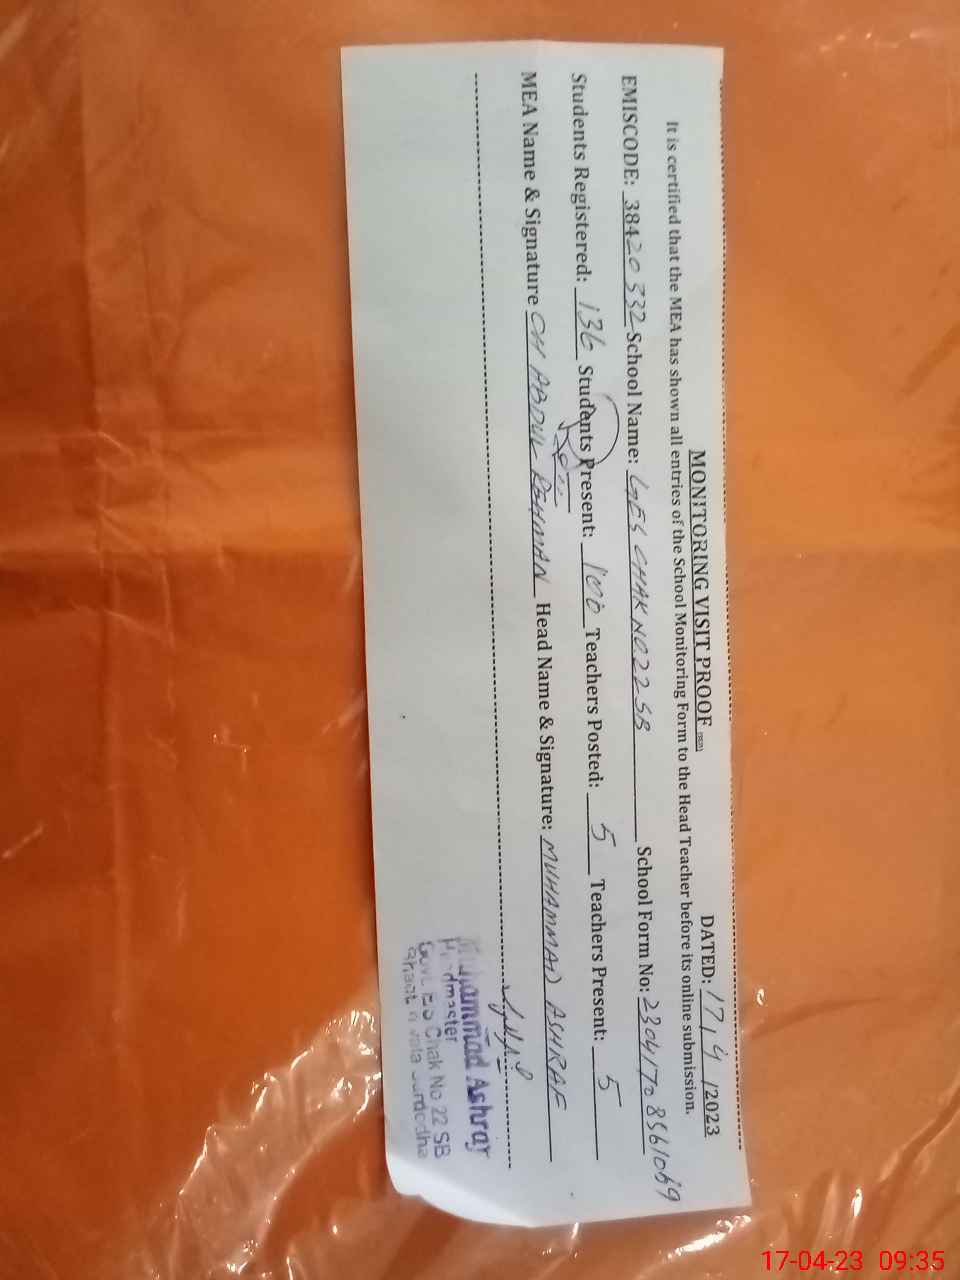 MONITORING VISIT PROOF
DATED: 17/4/2023
It is certified that the MEA has shown all entries of the School Monitoring Form to the Head Teacher before its online submission.
EMISCODE: 38420332 School Name: GES CHAK NO.22 SB School Form No: 23041708561069
Students Registered: 136 Students Present: 100 Teachers Posted: 5 Teachers Present: 5
MEA Name & Signature CH ABDUL REHMAN Head Name & Signature: MUHAMMAD ASHRAF
Muhammad Ashraf
Headmaster
Govt. Chak No 22 SB
17-04-23 09:35